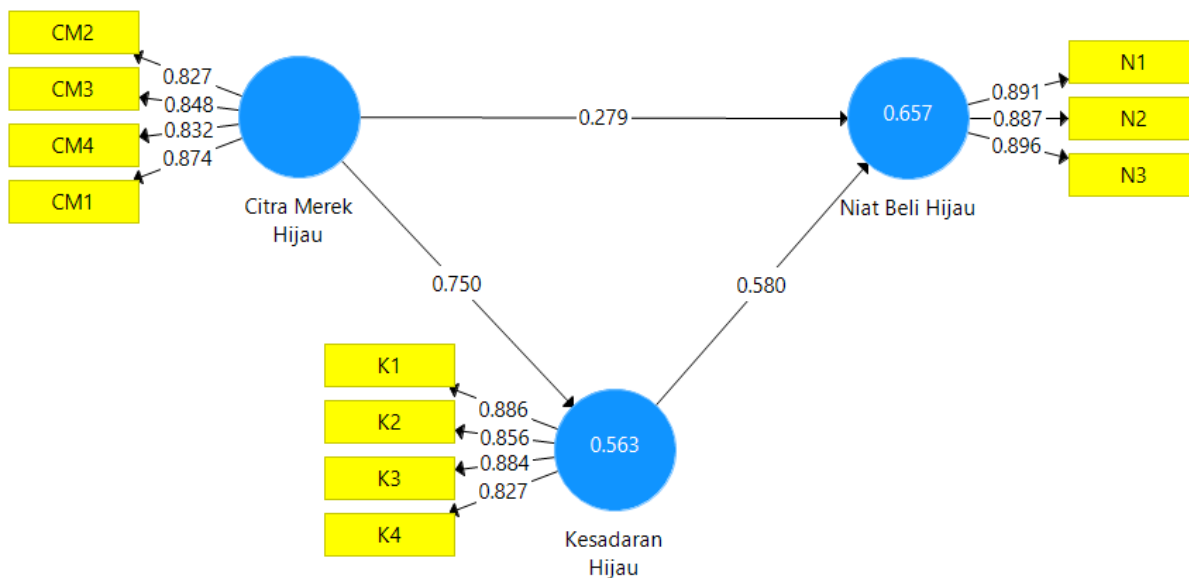 CM2
CM3
CM4
CM1
0.827
0.848
0.832
0.874
Citra Merek
Hijau
0.279
0.657
Niat Beli Hijau
0.891
0.887
0.896
N1
N2
N3
0.750
0.580
K1
K2
K3
K4
0.886
0.856
0.884
0.827
0.563
Kesadaran
Hijau